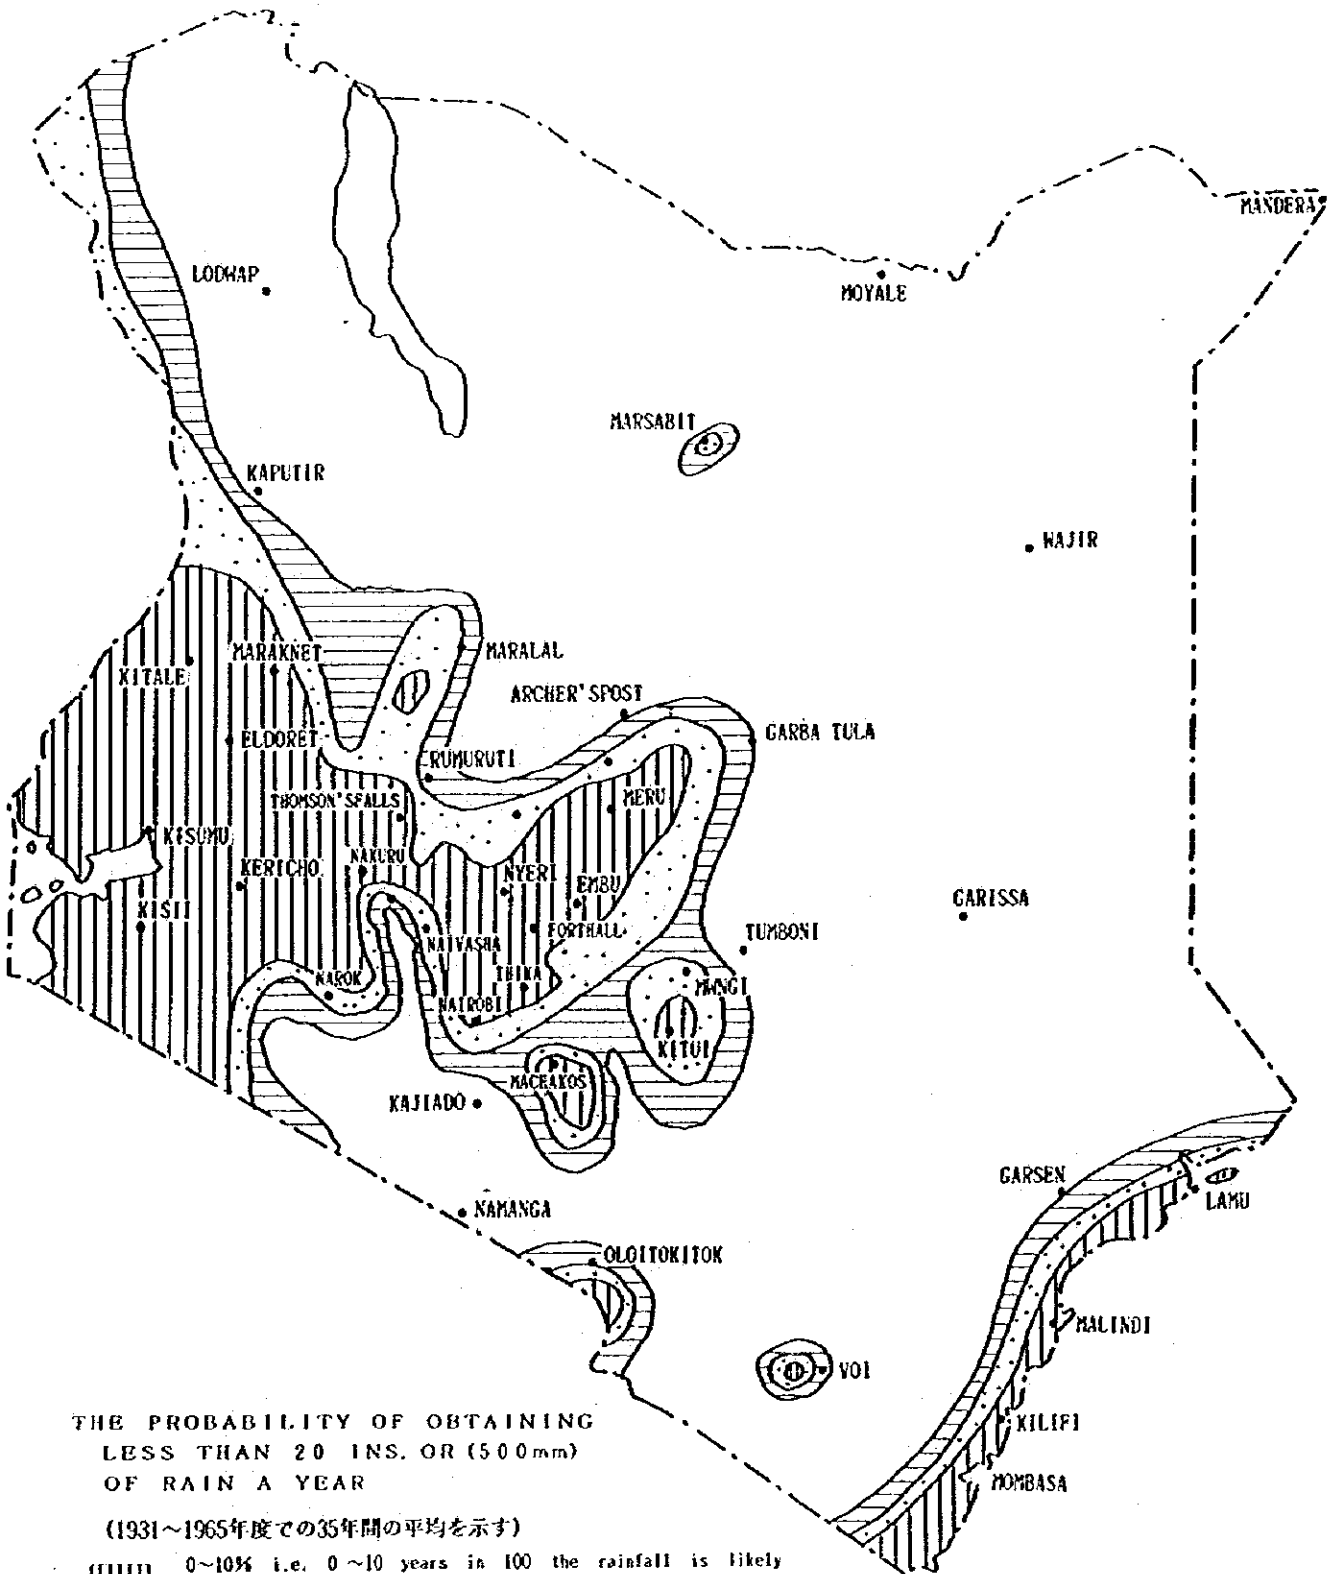 MANDERA
LODWAP
MOYALE
MARSABIT
KAPUTIR
WAJIR
MARAKNET
MARALAL
KITALE
ARCHER'SPOST
GARBA TULA
ELDORET
RUMURUTI
THOMSON'SFALLS
MERU
KISUMU
NAKURU
KERICHO
NYERI
EMBU
KISII
GARISSA
FORTHALL
TUMBONI
NAIVASHA
NAROK
THIKA
MWNGI
NAIROBI
KITUI
MACHAKOS
KAJIADO
GARSEN
LAMU
NAMANGA
OLOITOKITOK
MALINDI
VOI
KILIFI
MOMBASA
THE PROBABILITY OF OBTAINING
LESS THAN 20 INS. OR (500mm)
OF RAIN A YEAR
(1931~1965年度での35年間の平均を示す)
0~10% i.e. 0~10 years in 100 the rainfall is likely